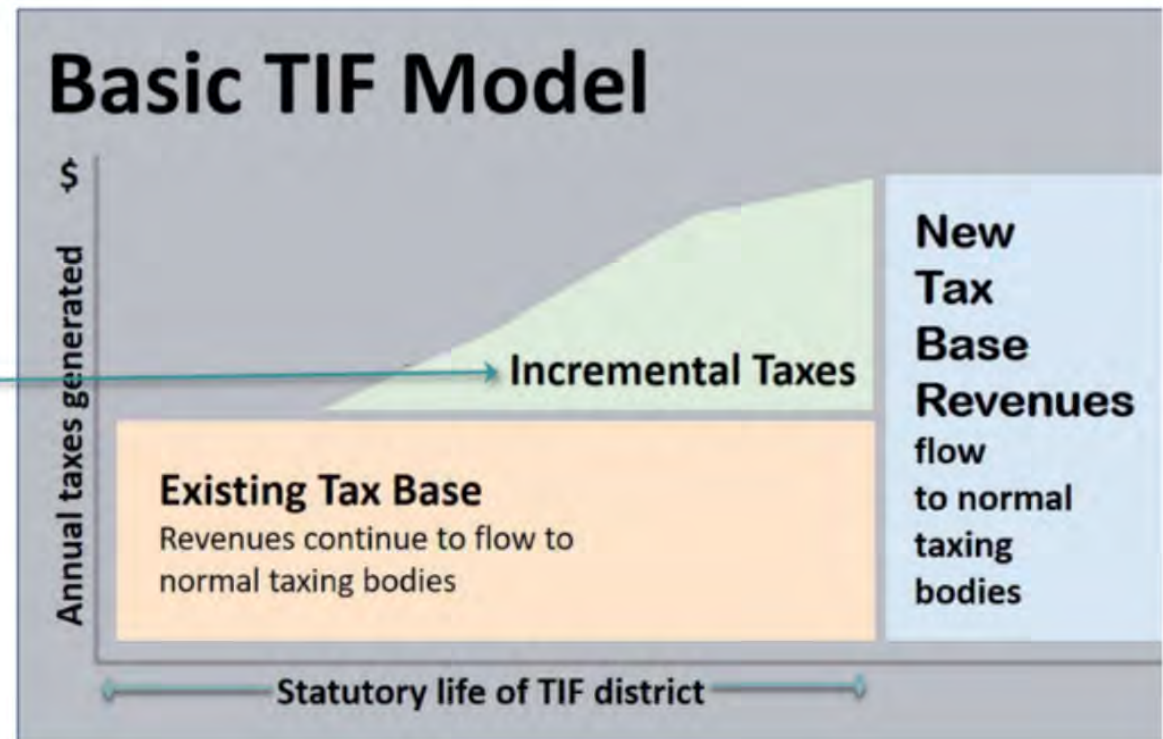 Basic TIF Model
$
Annual taxes generated
Incremental Taxes
Existing Tax Base
Revenues continue to flow to
normal taxing bodies
New
Tax
Base
Revenues
flow
to normal
taxing
bodies
Statutory life of TIF district